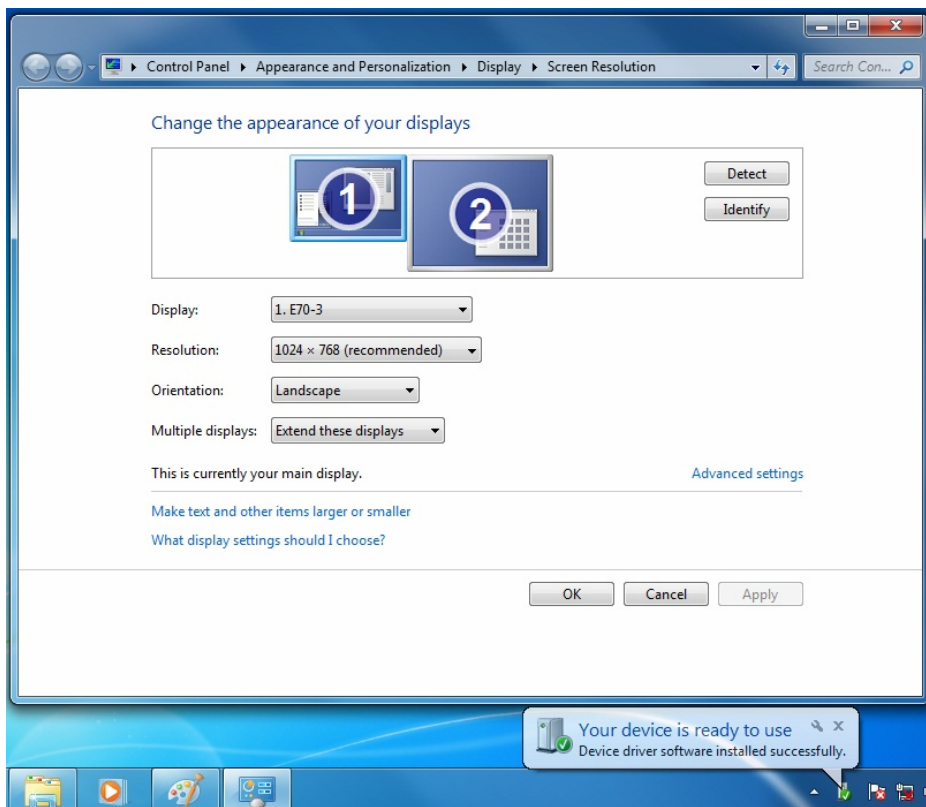 Control Panel ▸ Appearance and Personalization ▸ Display ▸ Screen Resolution
Search Con...
Change the appearance of your displays
1
2
Detect
Identify
Display: 1. E70-3
Resolution: 1024 × 768 (recommended)
Orientation: Landscape
Multiple displays: Extend these displays
This is currently your main display. Advanced settings
Make text and other items larger or smaller
What display settings should I choose?
OK Cancel Apply
Your device is ready to use
Device driver software installed successfully.